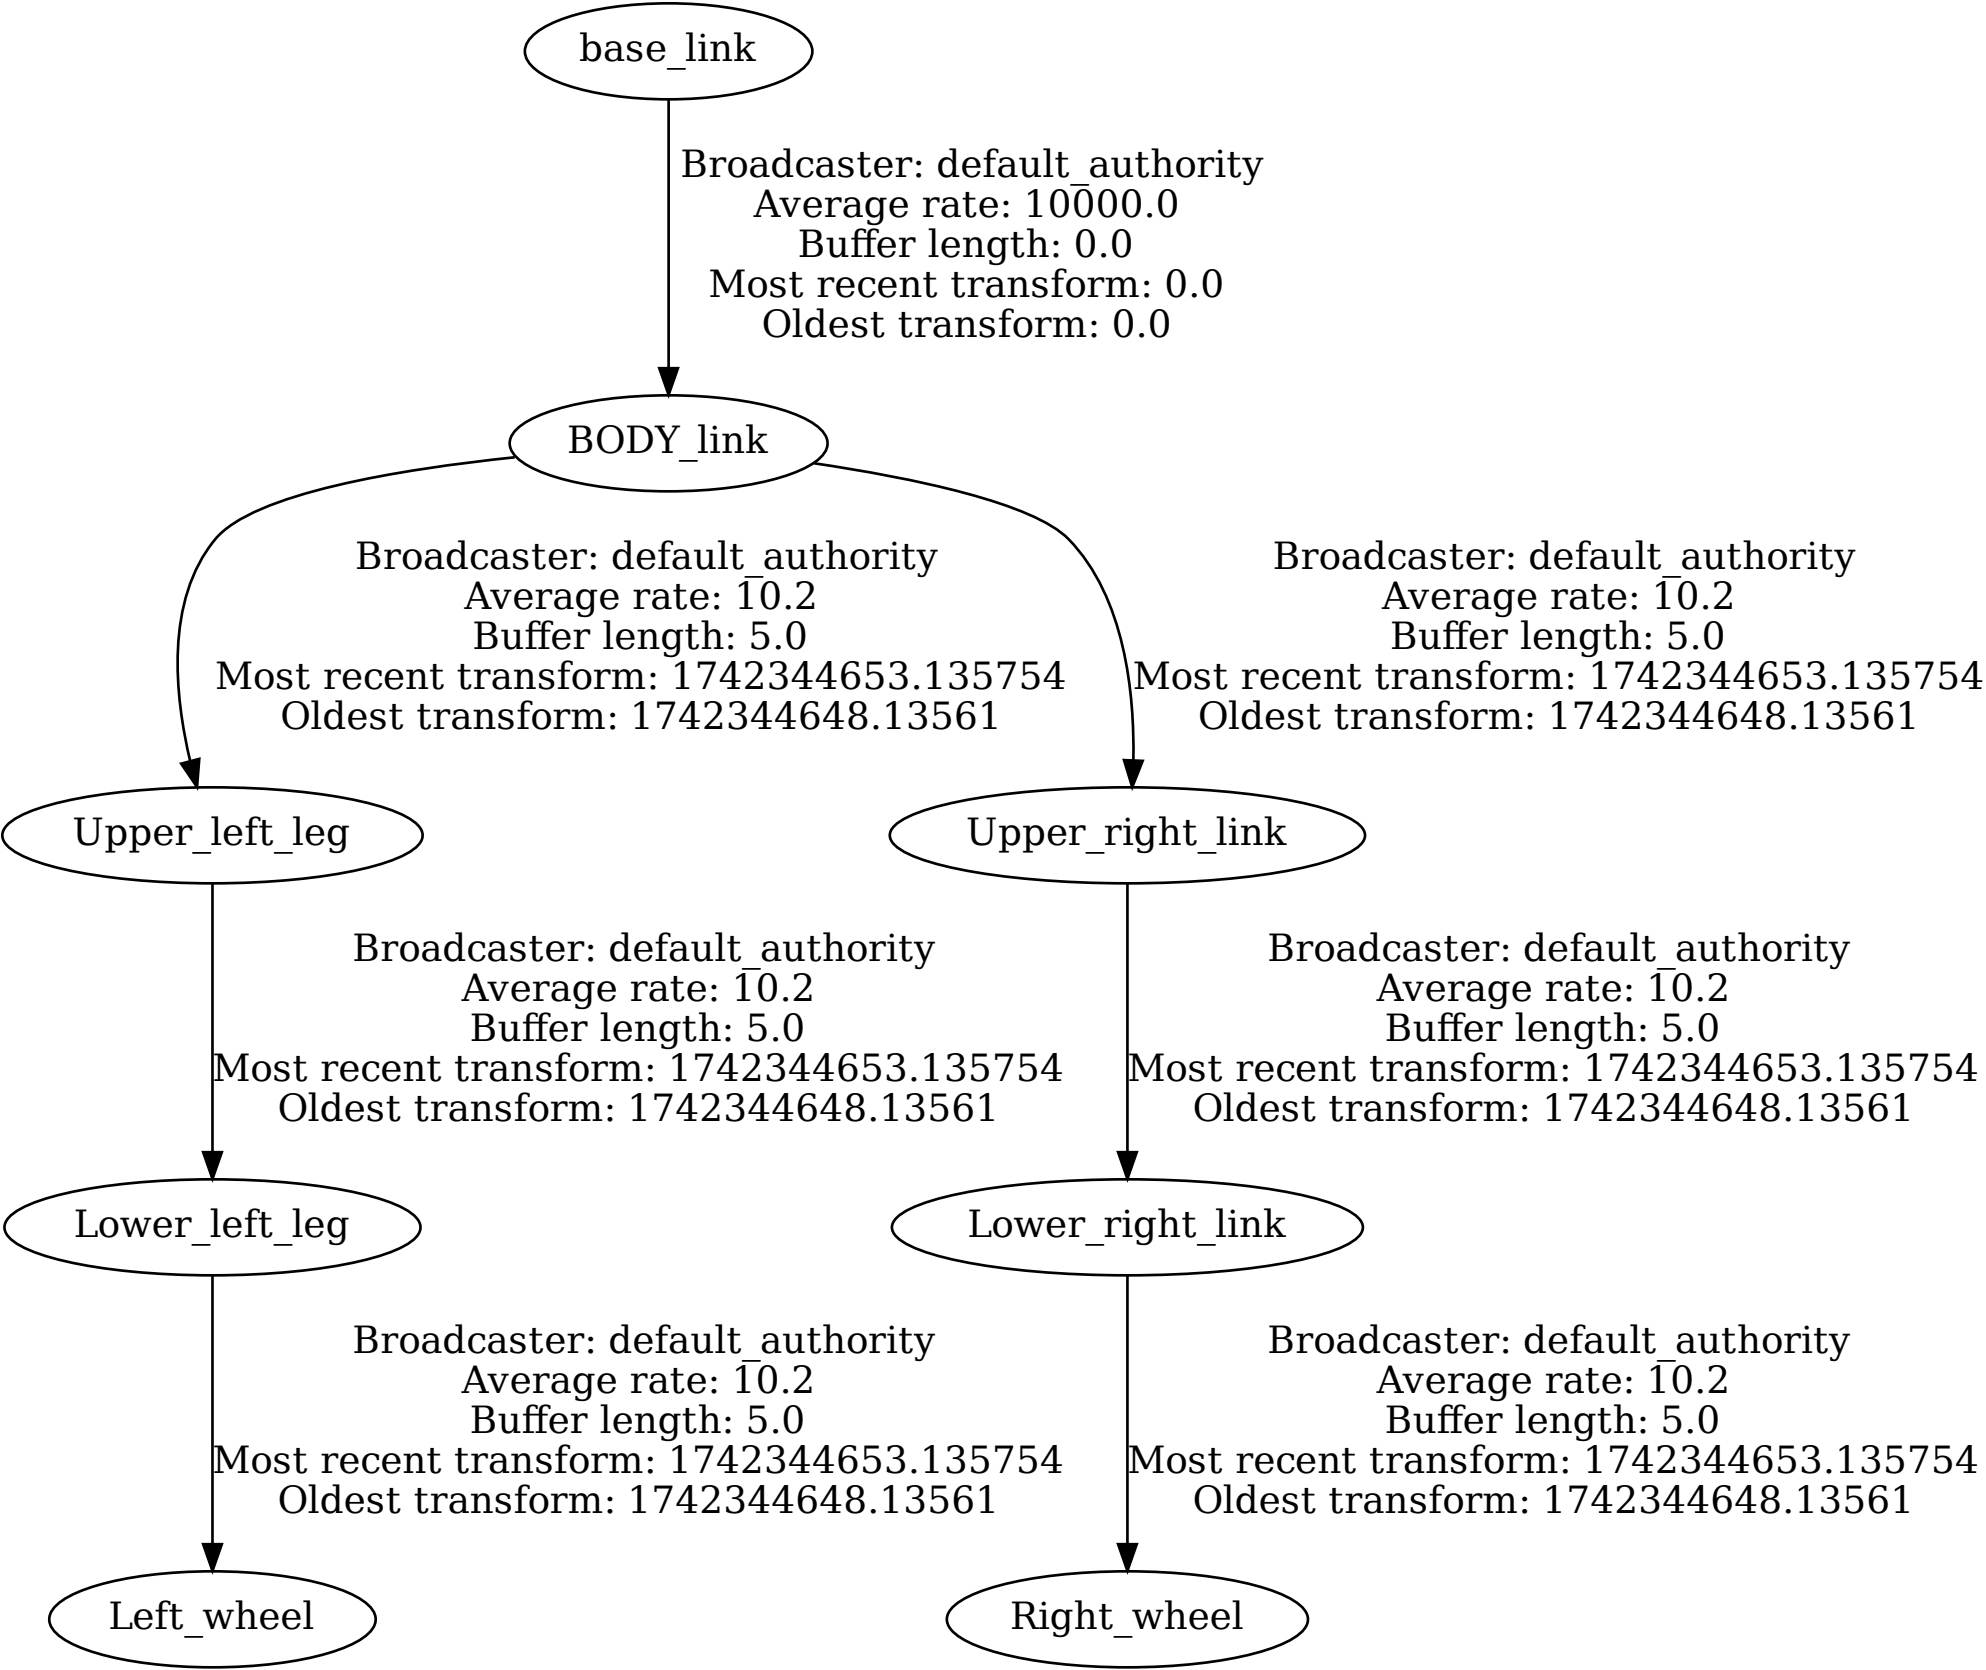 base_link
Broadcaster: default_authority
Average rate: 10000.0
Buffer length: 0.0
Most recent transform: 0.0
Oldest transform: 0.0
BODY_link
Broadcaster: default_authority
Average rate: 10.2
Buffer length: 5.0
Most recent transform: 1742344653.135754
Oldest transform: 1742344648.13561
Broadcaster: default_authority
Average rate: 10.2
Buffer length: 5.0
Most recent transform: 1742344653.135754
Oldest transform: 1742344648.13561
Upper_left_leg
Upper_right_link
Broadcaster: default_authority
Average rate: 10.2
Buffer length: 5.0
Most recent transform: 1742344653.135754
Oldest transform: 1742344648.13561
Broadcaster: default_authority
Average rate: 10.2
Buffer length: 5.0
Most recent transform: 1742344653.135754
Oldest transform: 1742344648.13561
Lower_left_leg
Lower_right_link
Broadcaster: default_authority
Average rate: 10.2
Buffer length: 5.0
Most recent transform: 1742344653.135754
Oldest transform: 1742344648.13561
Broadcaster: default_authority
Average rate: 10.2
Buffer length: 5.0
Most recent transform: 1742344653.135754
Oldest transform: 1742344648.13561
Left_wheel
Right_wheel